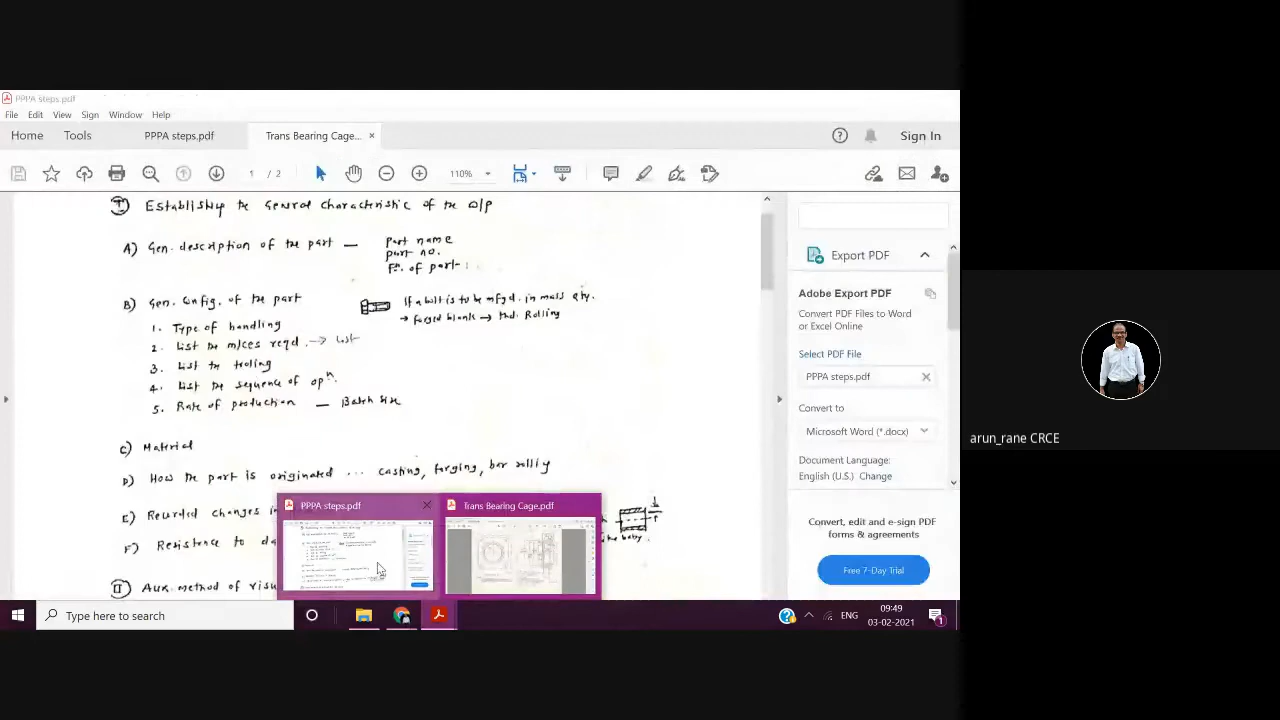 PPPA steps.pdf
File Edit View Sign Window Help
Home Tools PPPA steps.pdf Trans Bearing Cage... × Sign In
1 / 2 110%
I Establish the General characteristic of the W/P
A) Gen. description of the part — Part name
Part no.
Fn. of part
B) Gen. Config. of the part
If a bolt is to be mfgd. in mass qty.
→ forged blank → thd. Rolling
1. Type of handling
2. List the m/ces reqd. → List
3. List the tooling
4. List the sequence of opn.
5. Rate of production — Batch size
C) Material
D) How the part is originated ... casting, forging, bar rolling
E) Recorded changes in
F) Resistance to da
II Aux. method of visu
PPPA steps.pdf
Trans Bearing Cage.pdf
Export PDF
Adobe Export PDF
Convert PDF Files to Word
or Excel Online
Select PDF File
PPPA steps.pdf
Convert to
Microsoft Word (*.docx)
Document Language:
English (U.S.) Change
Convert, edit and e-sign PDF
forms & agreements
Free 7-Day Trial
Type here to search
ENG
09:49
03-02-2021
1
arun_rane CRCE